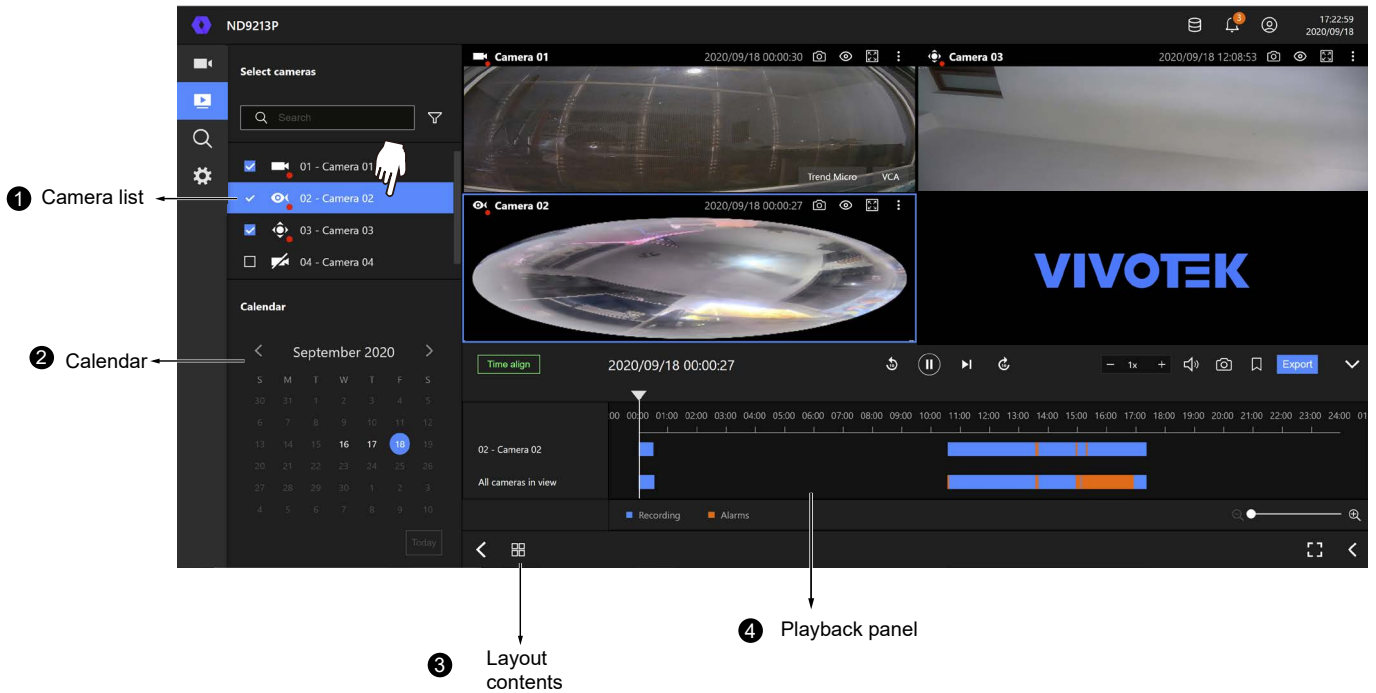 ND9213P
3
17:22:59
2020/09/18
Select cameras
Search
01 - Camera 01
02 - Camera 02
03 - Camera 03
04 - Camera 04
Calendar
September 2020
S M T W T F S
30 31 1 2 3 4 5
6 7 8 9 10 11 12
13 14 15 16 17 18 19
20 21 22 23 24 25 26
27 28 29 30 1 2 3
4 5 6 7 8 9 10
Today
Camera 01 2020/09/18 00:00:30
Trend Micro VCA
Camera 03 2020/09/18 12:08:53
Camera 02 2020/09/18 00:00:27
VIVOTEK
Time align 2020/09/18 00:00:27 1x Export
00 00:00 01:00 02:00 03:00 04:00 05:00 06:00 07:00 08:00 09:00 10:00 11:00 12:00 13:00 14:00 15:00 16:00 17:00 18:00 19:00 20:00 21:00 22:00 23:00 24:00 01
02 - Camera 02
All cameras in view
Recording Alarms
1 Camera list
2 Calendar
3 Layout
contents
4 Playback panel